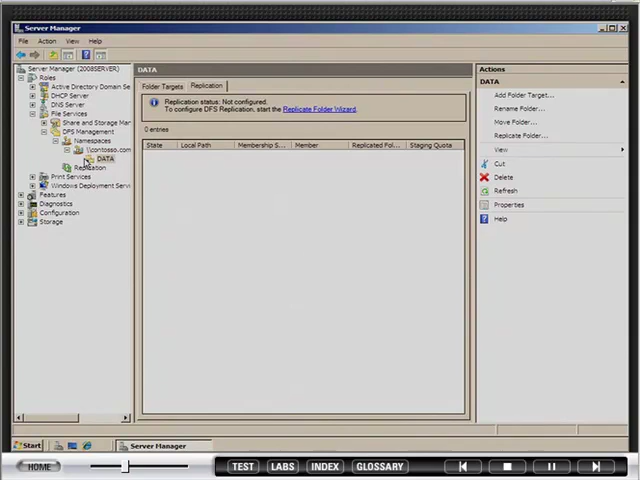 Server Manager
File Action View Help
Server Manager (2008SERVER)
Roles
Active Directory Domain Se
DHCP Server
DNS Server
File Services
Share and Storage Mar
DFS Management
Namespaces
\\contosso.com
DATA
Replication
Print Services
Windows Deployment Servi
Features
Diagnostics
Configuration
Storage
DATA
Folder Targets Replication
Replication status: Not configured.
To configure DFS Replication, start the Replicate Folder Wizard.
0 entries
State Local Path Membership S... Member Replicated Fol... Staging Quota
Actions
DATA
Add Folder Target...
Rename Folder...
Move Folder...
Replicate Folder...
View
Cut
Delete
Refresh
Properties
Help
Start Server Manager
HOME TEST LABS INDEX GLOSSARY